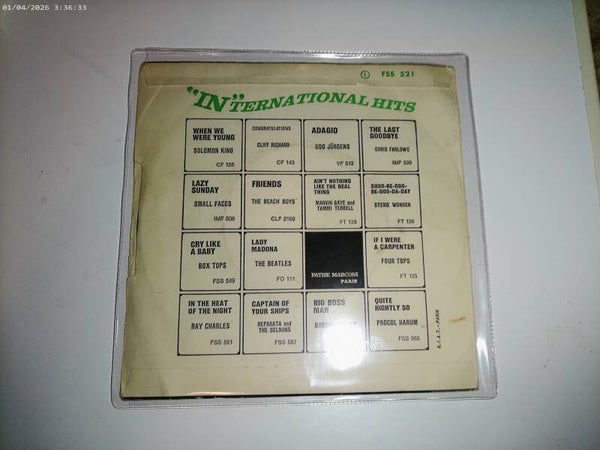 01/04/2026 3:36:33
© FSS 521
"IN"TERNATIONAL HITS
WHEN WE
WERE YOUNG
SOLOMON KING
CF 108
CONGRATULATIONS
CLIFF RICHARD
CF 143
ADAGIO
UDO JÜRGENS
VF 513
THE LAST
GOODBYE
CHRIS FARLOWE
IMF 509
LAZY
SUNDAY
SMALL FACES
IMF 508
FRIENDS
THE BEACH BOYS
CLF 2160
AIN'T NOTHING
LIKE THE REAL
THING
MARVIN GAYE and
TAMMI TERRELL
FT 128
SHOO-BE-DOO-
BE-DOO-DA-DAY
STEVIE WONDER
FT 126
CRY LIKE
A BABY
BOX TOPS
FSS 549
LADY
MADONA
THE BEATLES
FO 111
PATHE MARCONI
PARIS
IF I WERE
A CARPENTER
FOUR TOPS
FT 125
IN THE HEAT
OF THE NIGHT
RAY CHARLES
FSS 561
CAPTAIN OF
YOUR SHIPS
REPARATA and
THE DELRONS
FSS 567
BIG BOSS
MAN
QUITE
RIGHTLY SO
PROCOL HARUM
FSS 560